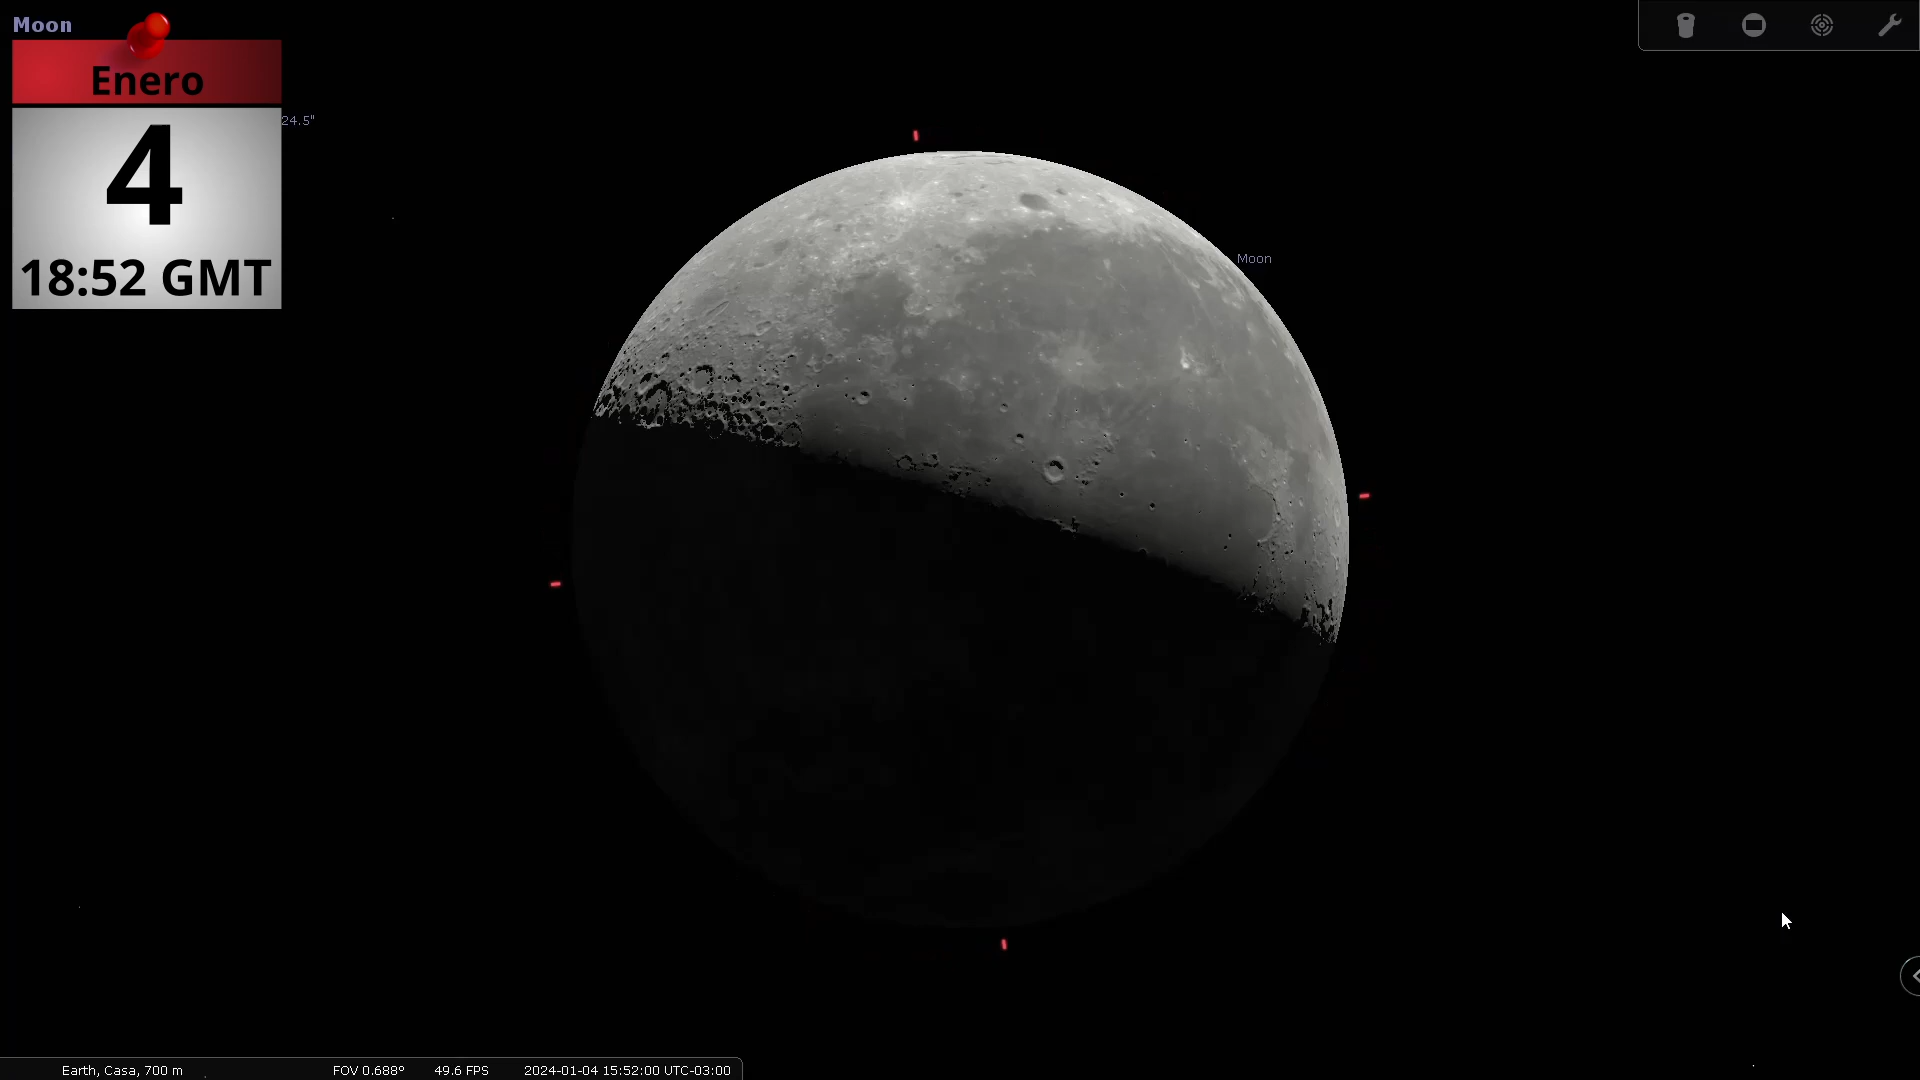 Moon
Enero
4
24.5"
18:52 GMT
Moon
Earth, Casa, 700 m
FOV 0.688°
49.6 FPS
2024-01-04 15:52:00 UTC-03:00